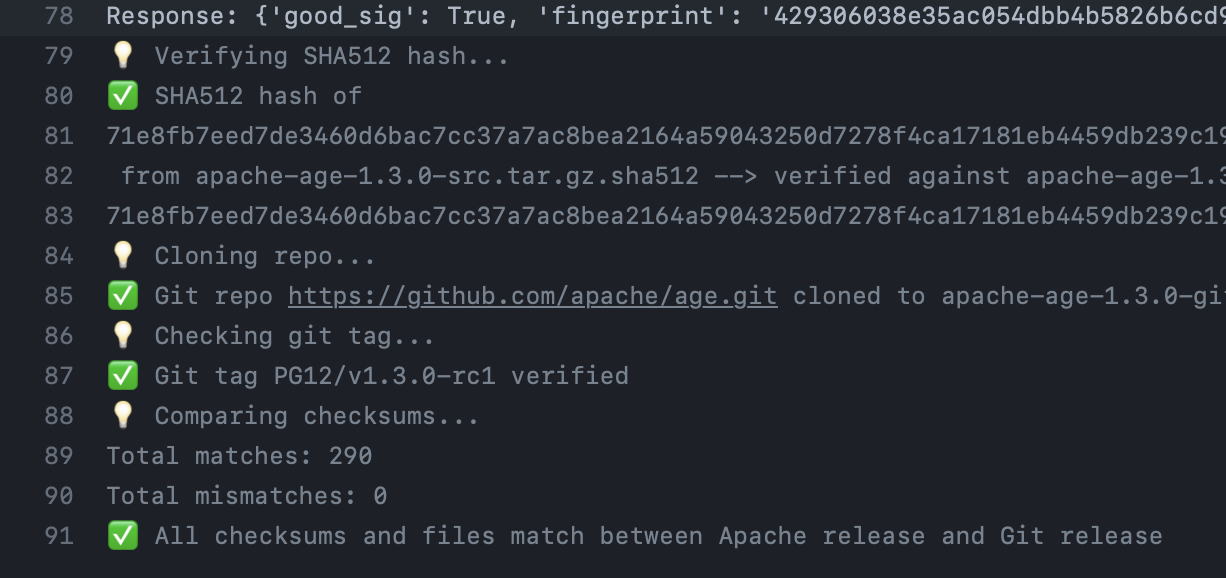 78 Response: {'good_sig': True, 'fingerprint': '429306038e35ac054dbb4b5826b6cd9
79 💡 Verifying SHA512 hash...
80 ✅ SHA512 hash of
81 71e8fb7eed7de3460d6bac7cc37a7ac8bea2164a59043250d7278f4ca17181eb4459db239c19
82 from apache-age-1.3.0-src.tar.gz.sha512 --> verified against apache-age-1.3
83 71e8fb7eed7de3460d6bac7cc37a7ac8bea2164a59043250d7278f4ca17181eb4459db239c19
84 💡 Cloning repo...
85 ✅ Git repo https://github.com/apache/age.git cloned to apache-age-1.3.0-git
86 💡 Checking git tag...
87 ✅ Git tag PG12/v1.3.0-rc1 verified
88 💡 Comparing checksums...
89 Total matches: 290
90 Total mismatches: 0
91 ✅ All checksums and files match between Apache release and Git release